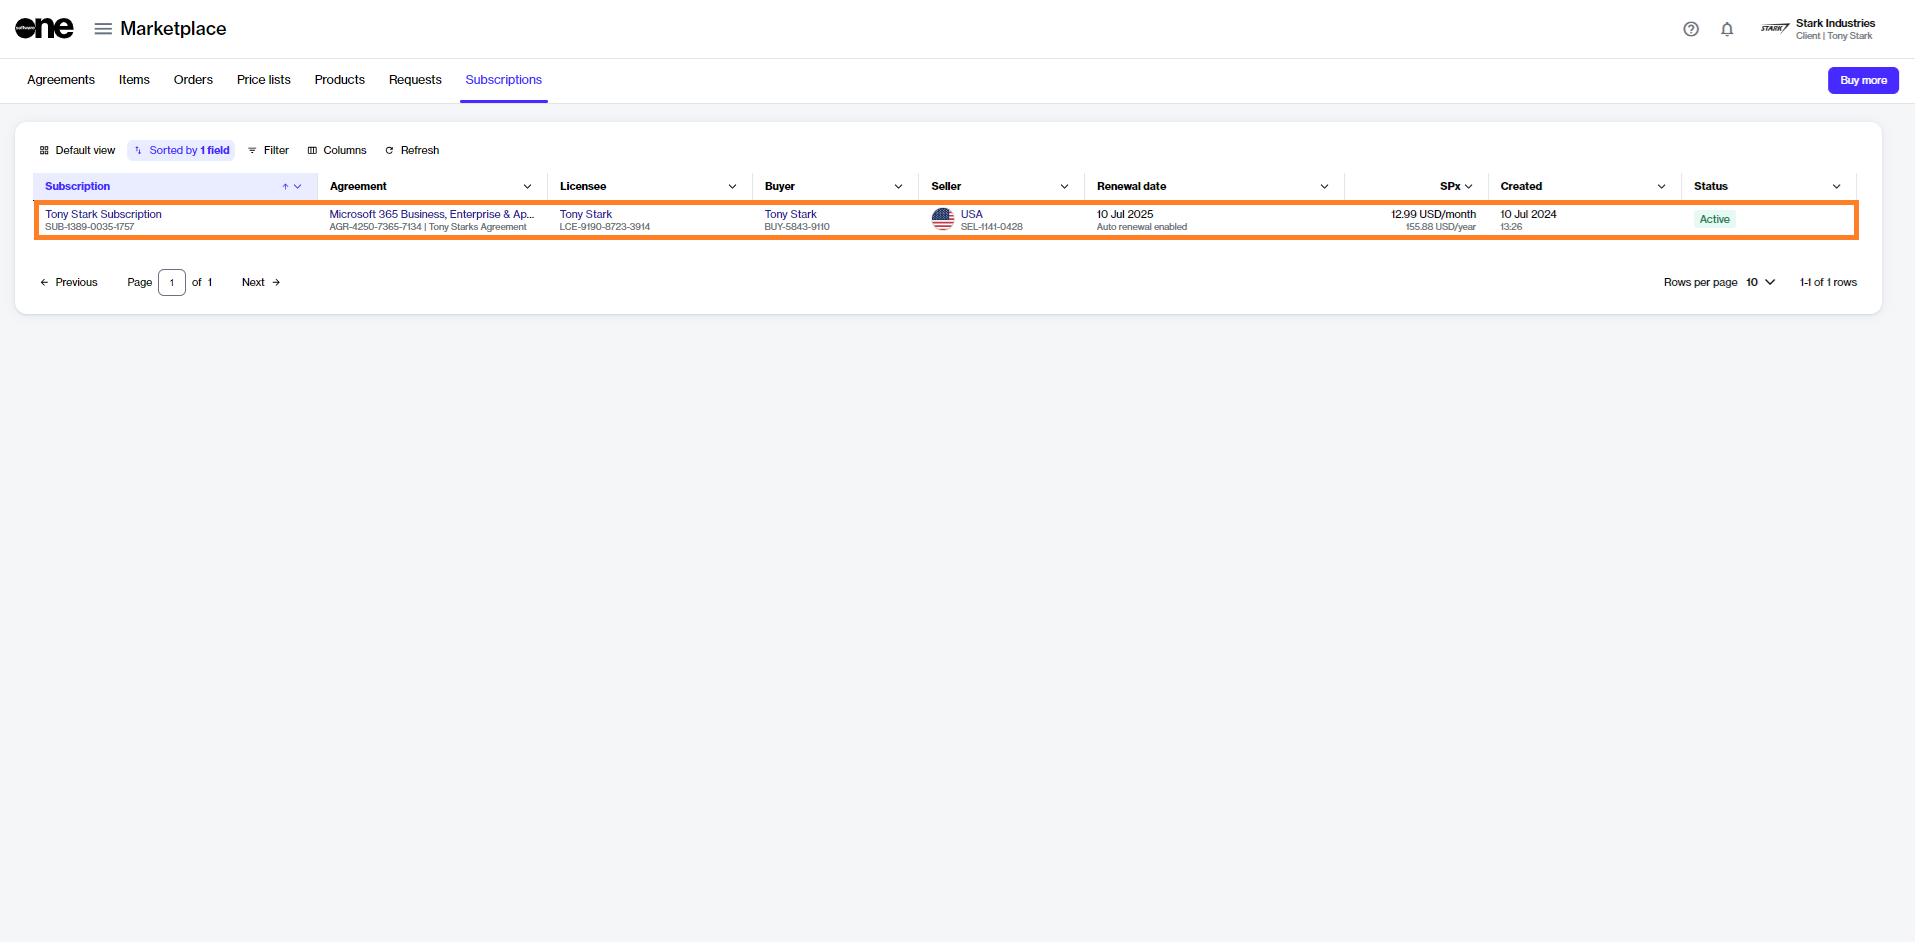 software one
Marketplace
Stark Industries
Client | Tony Stark
STARK
Agreements Items Orders Price lists Products Requests Subscriptions
Buy more
Default view Sorted by 1 field Filter Columns Refresh
Subscription Agreement Licensee Buyer Seller Renewal date SPx Created Status
Tony Stark Subscription Microsoft 365 Business, Enterprise & Ap... Tony Stark Tony Stark USA 10 Jul 2025 12.99 USD/month 10 Jul 2024 Active
SUB-1389-0035-1757 AGR-4250-7365-7134 | Tony Starks Agreement LCE-9190-8723-3914 BUY-5843-9110 SEL-1141-0428 Auto renewal enabled 155.88 USD/year 13:26
Previous Page 1 of 1 Next Rows per page 10 1-1 of 1 rows